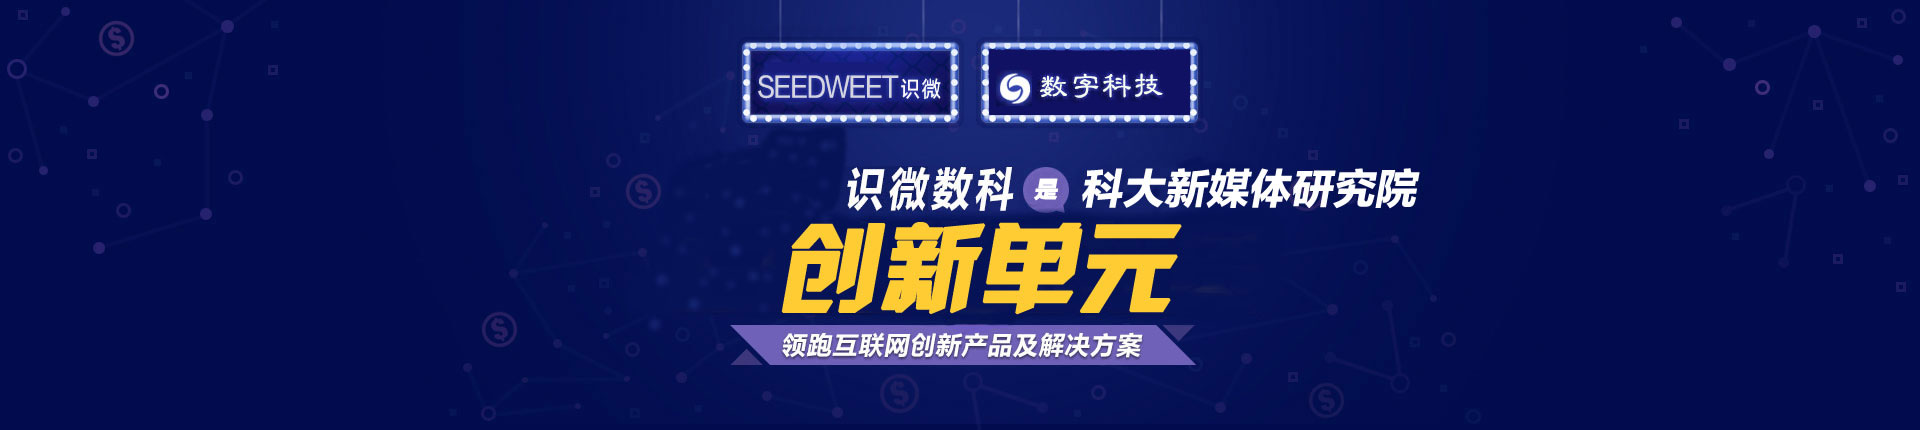 SEEDWEET识微
数字科技
识微数科 是 科大新媒体研究院
创新单元
领跑互联网创新产品及解决方案